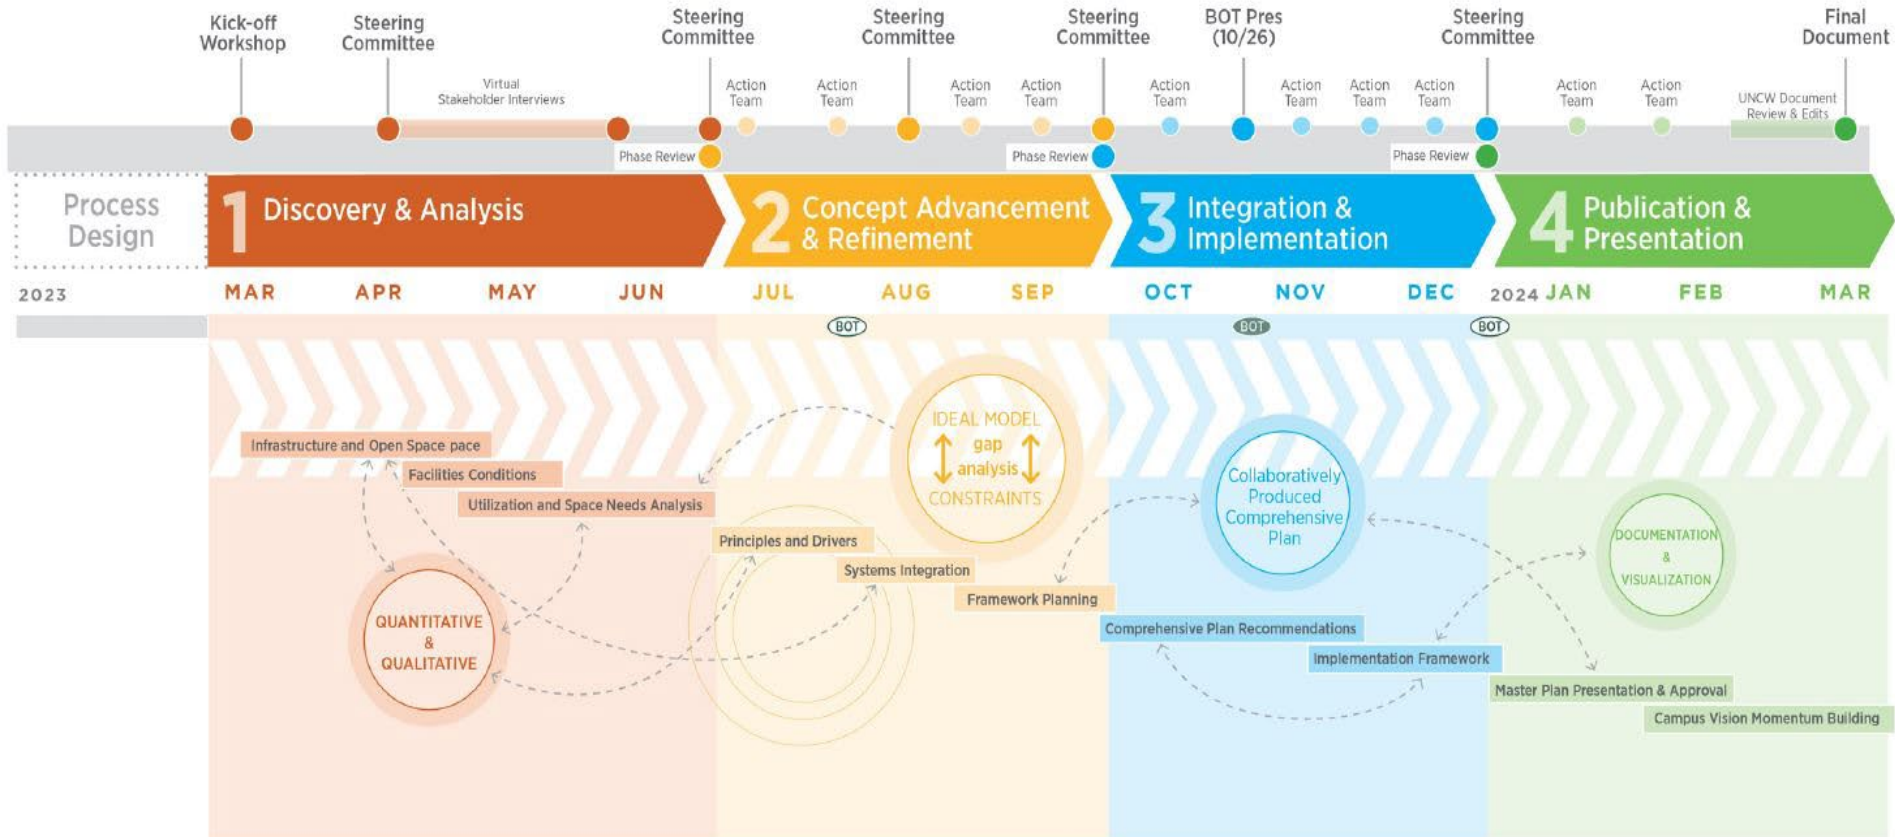 Kick-off
Workshop
Steering
Committee
Steering
Committee
Steering
Committee
Steering
Committee
BOT Pres
(10/26)
Steering
Committee
Final
Document
Virtual
Stakeholder Interviews
Action
Team
Action
Team
Action
Team
Action
Team
Action
Team
Action
Team
Action
Team
Action
Team
Action
Team
Action
Team
UNCW Document
Review & Edits
Phase Review
Phase Review
Phase Review
Process
Design
1 Discovery & Analysis
2 Concept Advancement
& Refinement
3 Integration &
Implementation
4 Publication &
Presentation
2023
MAR
APR
MAY
JUN
JUL
AUG
SEP
OCT
NOV
DEC
2024 JAN
FEB
MAR
BOT
BOT
BOT
Infrastructure and Open Space pace
Facilities Conditions
Utilization and Space Needs Analysis
QUANTITATIVE
&
QUALITATIVE
Principles and Drivers
Systems Integration
Framework Planning
IDEAL MODEL
gap
analysis
CONSTRAINTS
Collaboratively
Produced
Comprehensive
Plan
Comprehensive Plan Recommendations
Implementation Framework
DOCUMENTATION
&
VISUALIZATION
Master Plan Presentation & Approval
Campus Vision Momentum Building